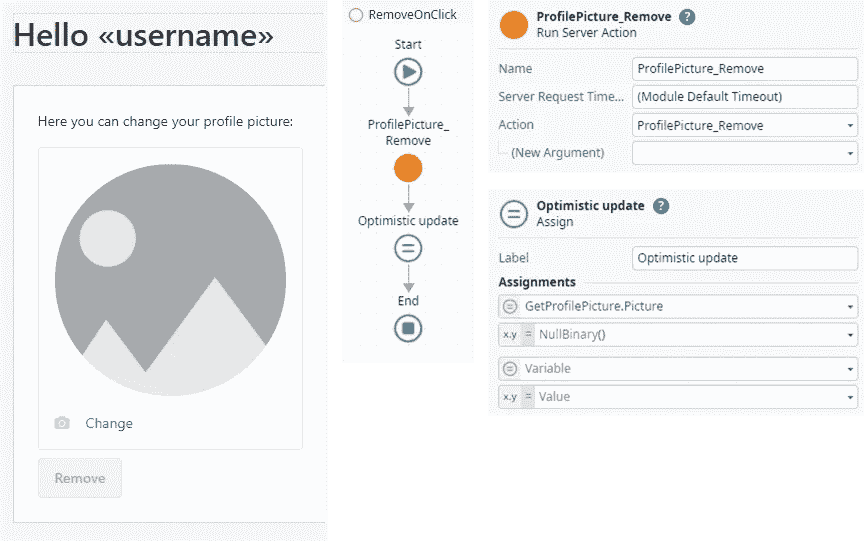 Hello «username»
Here you can change your profile picture:
Change
Remove
RemoveOnClick
Start
ProfilePicture_
Remove
Optimistic update
End
ProfilePicture_Remove ?
Run Server Action
Name ProfilePicture_Remove
Server Request Time... (Module Default Timeout)
Action ProfilePicture_Remove
(New Argument)
Optimistic update ?
Assign
Label Optimistic update
Assignments
= GetProfilePicture.Picture
x.y = NullBinary()
= Variable
x.y = Value